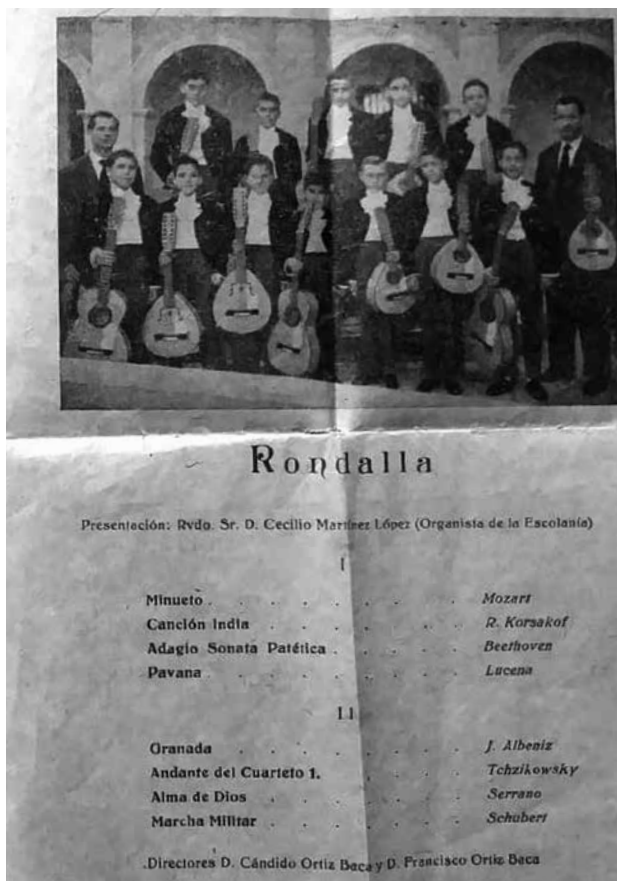 Rondalla
Presentación: Rvdo. Sr. D. Cecilio Martínez López (Organista de la Escolanía)
I
Minueto . . . . . . . . Mozart
Canción India . . . . . . . R. Korsakof
Adagio Sonata Patética . . . . . Beethoven
Pavana . . . . . . . . Lucena
II
Granada . . . . . . . J. Albeniz
Andante del Cuarteto 1. . . . . Tchzikowsky
Alma de Dios . . . . . . Serrano
Marcha Militar . . . . . . Schubert
Directores D. Cándido Ortiz Baca y D. Francisco Ortiz Baca